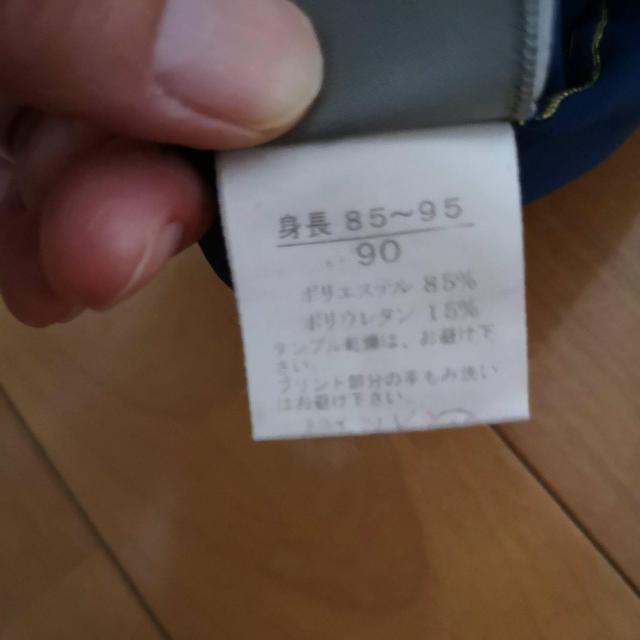 身長 85～95
90
ポリエステル 85%
ポリウレタン 15%
タンブル乾燥は、お避け下
さい。
プリント部分の手もみ洗い
はお避け下さい。